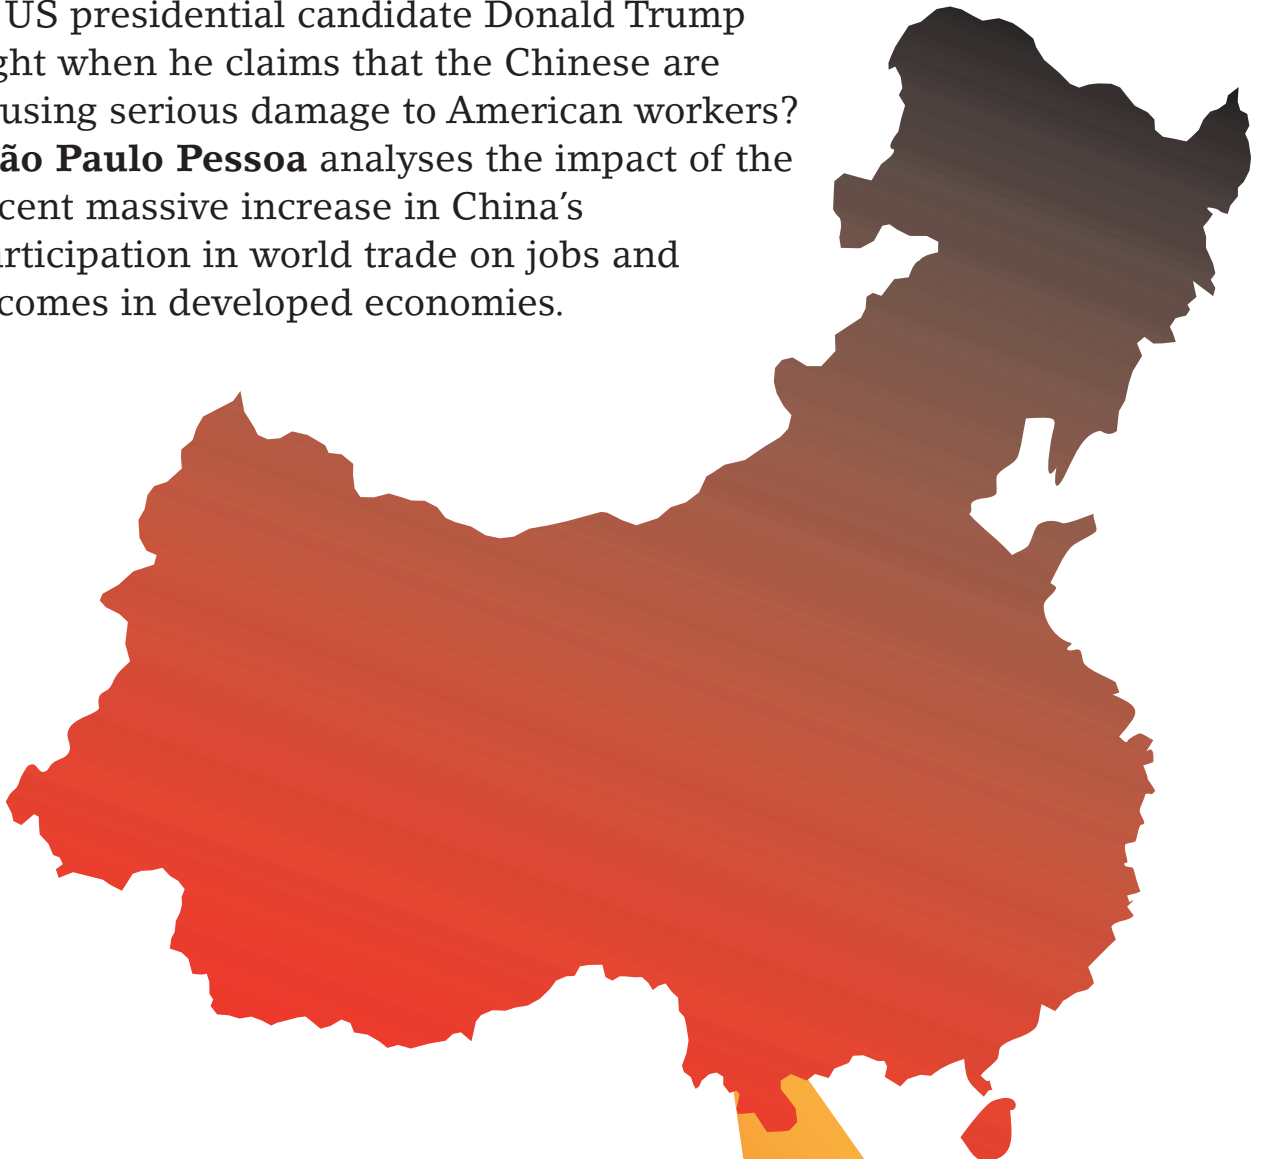 US presidential candidate Donald Trump
ght when he claims that the Chinese are
using serious damage to American workers?
ão Paulo Pessoa analyses the impact of the
cent massive increase in China’s
rticipation in world trade on jobs and
comes in developed economies.